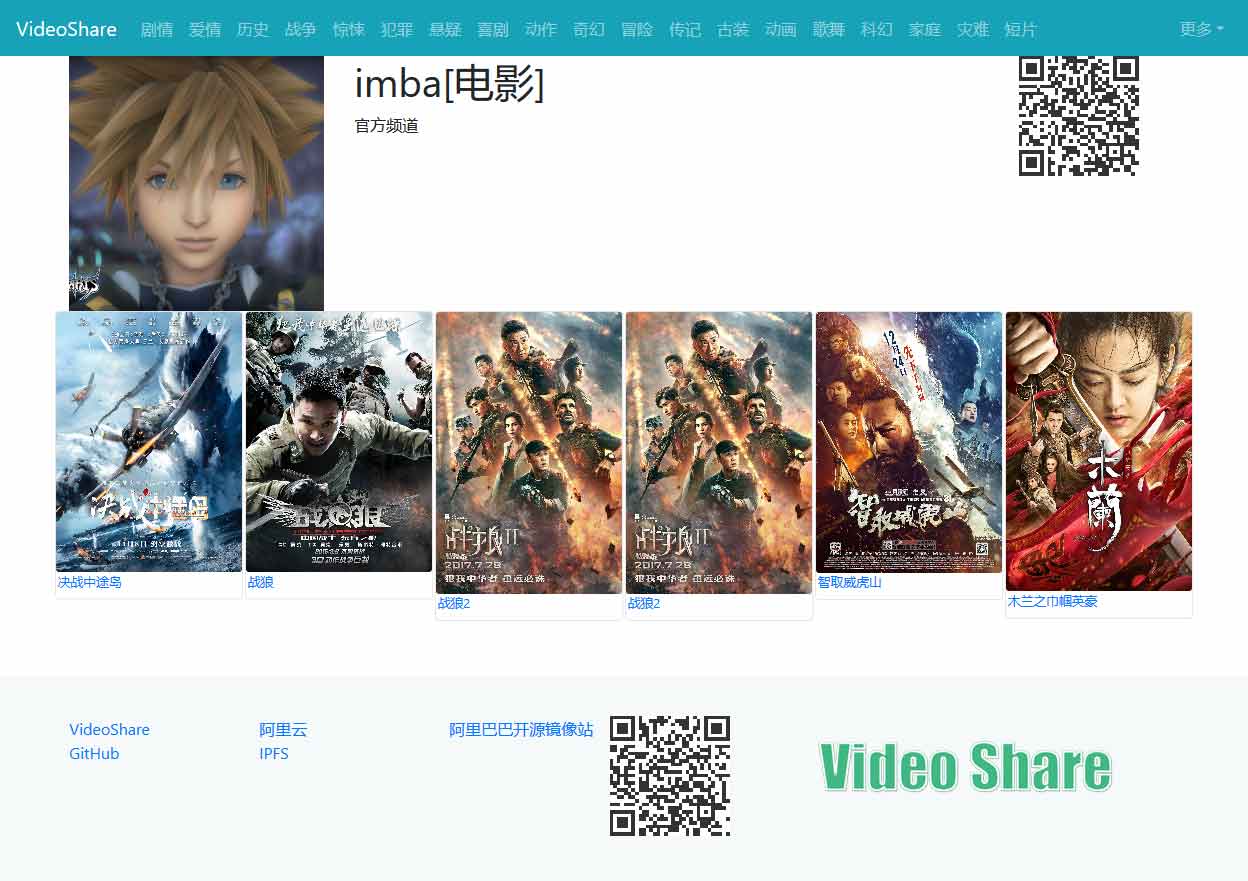 VideoShare 剧情 爱情 历史 战争 惊悚 犯罪 悬疑 喜剧 动作 奇幻 冒险 传记 古装 动画 歌舞 科幻 家庭 灾难 短片 更多
imba[电影]
官方频道
决战中途岛
战狼
战狼II
2017.7.28
犯我中华者 虽远必诛
战狼II
2017.7.28
犯我中华者 虽远必诛
12月
24日
智取威虎山
木蘭
决战中途岛
战狼
战狼2
战狼2
智取威虎山
木兰之巾帼英豪
VideoShare
GitHub
阿里云
IPFS
阿里巴巴开源镜像站
Video Share